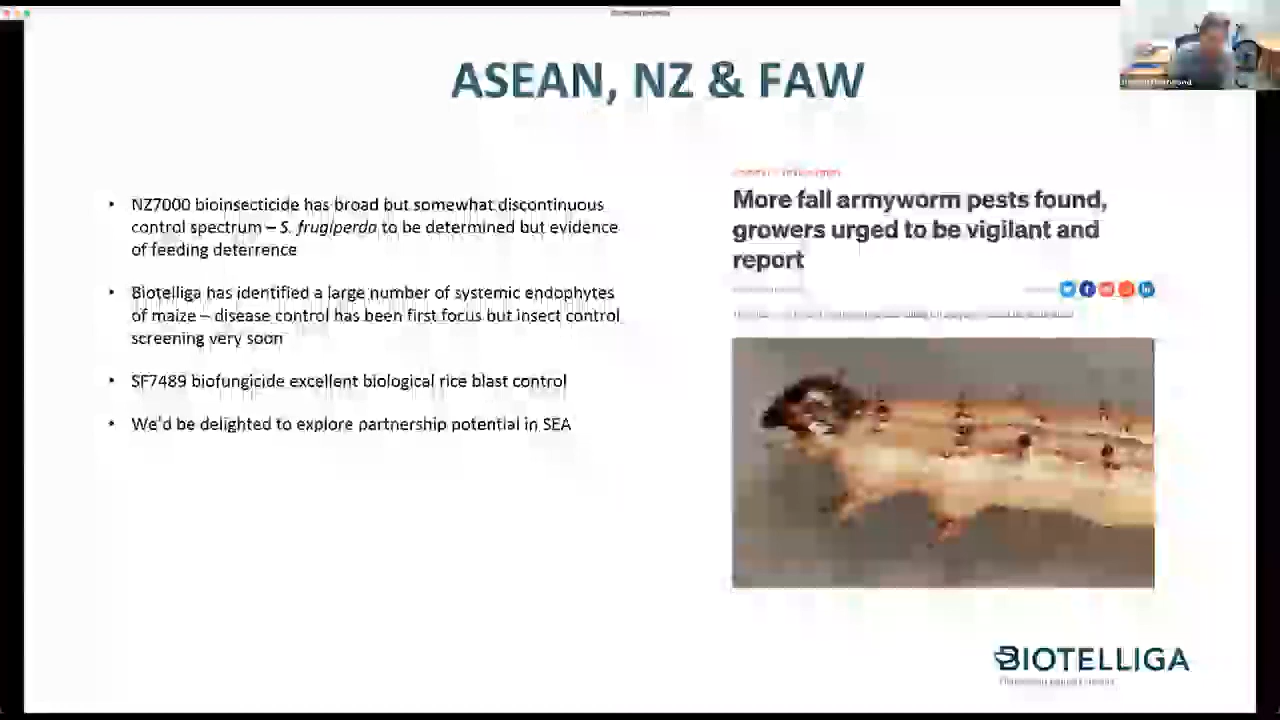 ASEAN, NZ & FAW
• NZ7000 bioinsecticide has broad but somewhat discontinuous
control spectrum – S. frugiperda to be determined but evidence
of feeding deterrence
• Biotelliga has identified a large number of systemic endophytes
of maize – disease control has been first focus but insect control
screening very soon
• SF7489 biofungicide excellent biological rice blast control
• We'd be delighted to explore partnership potential in SEA
More fall armyworm pests found,
growers urged to be vigilant and
report
BIOTELLIGA